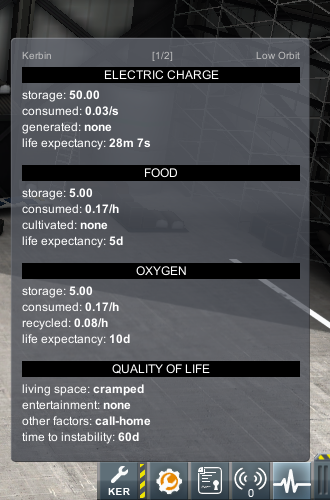 Kerbin [1/2] Low Orbit
ELECTRIC CHARGE
storage: 50.00
consumed: 0.03/s
generated: none
life expectancy: 28m 7s
FOOD
storage: 5.00
consumed: 0.17/h
cultivated: none
life expectancy: 5d
OXYGEN
storage: 5.00
consumed: 0.17/h
recycled: 0.08/h
life expectancy: 10d
QUALITY OF LIFE
living space: cramped
entertainment: none
other factors: call-home
time to instability: 60d
KER 0